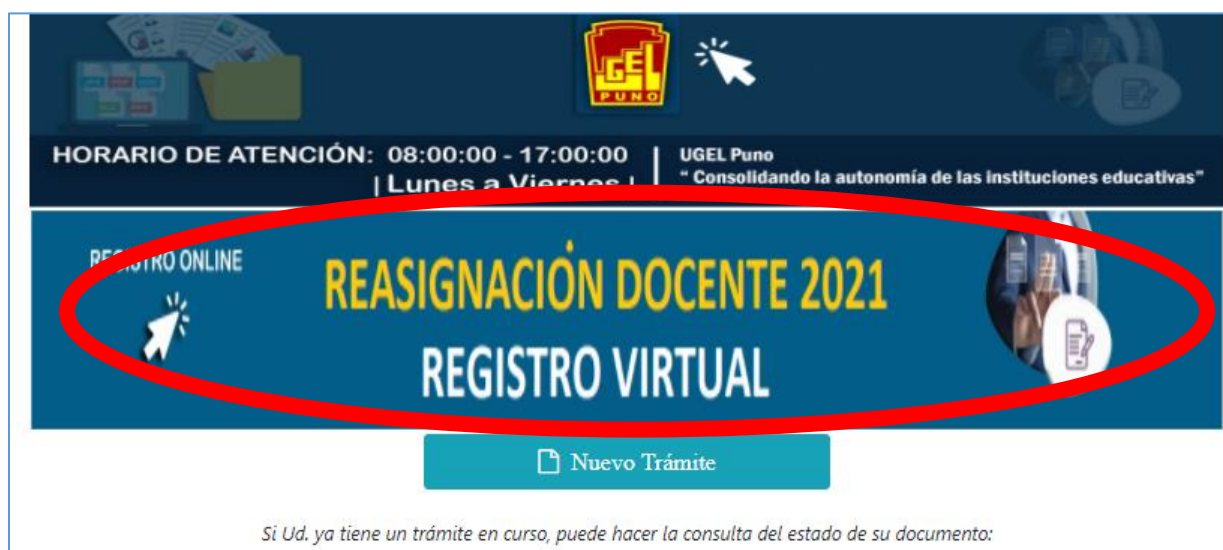 UGEL
PUNO
HORARIO DE ATENCIÓN: 08:00:00 - 17:00:00
| Lunes a Viernes |
UGEL Puno
" Consolidando la autonomía de las instituciones educativas"
REGISTRO ONLINE
REASIGNACIÓN DOCENTE 2021
REGISTRO VIRTUAL
Nuevo Trámite
Si Ud. ya tiene un trámite en curso, puede hacer la consulta del estado de su documento: